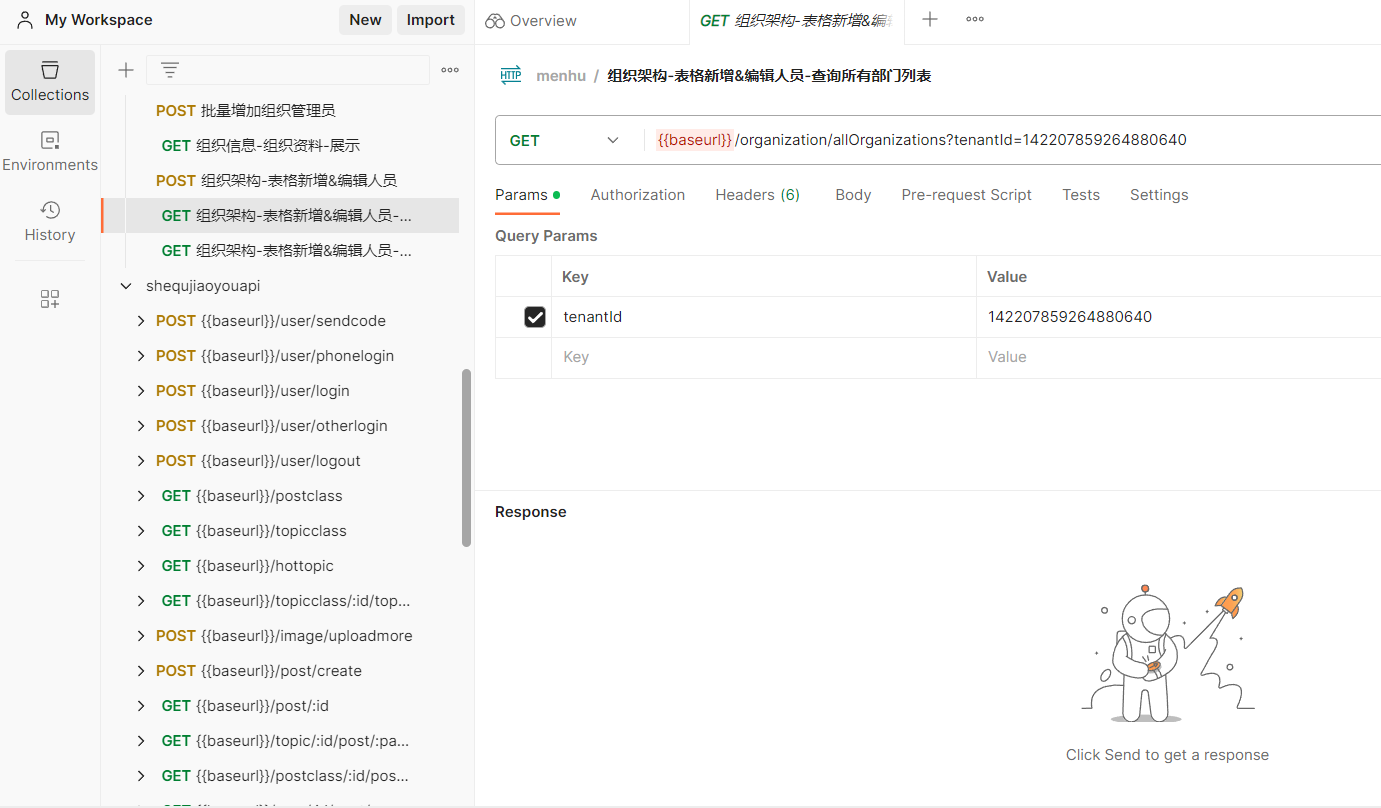 My Workspace
New
Import
Overview
GET 组织架构-表格新增&编辑
Collections
Environments
History
POST 批量增加组织管理员
GET 组织信息-组织资料-展示
POST 组织架构-表格新增&编辑人员
GET 组织架构-表格新增&编辑人员-...
GET 组织架构-表格新增&编辑人员-...
shequjiaoyouapi
POST {{baseurl}}/user/sendcode
POST {{baseurl}}/user/phonelogin
POST {{baseurl}}/user/login
POST {{baseurl}}/user/otherlogin
POST {{baseurl}}/user/logout
GET {{baseurl}}/postclass
GET {{baseurl}}/topicclass
GET {{baseurl}}/hottopic
GET {{baseurl}}/topicclass/:id/top...
POST {{baseurl}}/image/uploadmore
POST {{baseurl}}/post/create
GET {{baseurl}}/post/:id
GET {{baseurl}}/topic/:id/post/:pa...
GET {{baseurl}}/postclass/:id/pos...
HTTP menhu / 组织架构-表格新增&编辑人员-查询所有部门列表
GET {{baseurl}}/organization/allOrganizations?tenantId=142207859264880640
Params Authorization Headers (6) Body Pre-request Script Tests Settings
Query Params
Key Value
tenantId 142207859264880640
Key Value
Response
Click Send to get a response